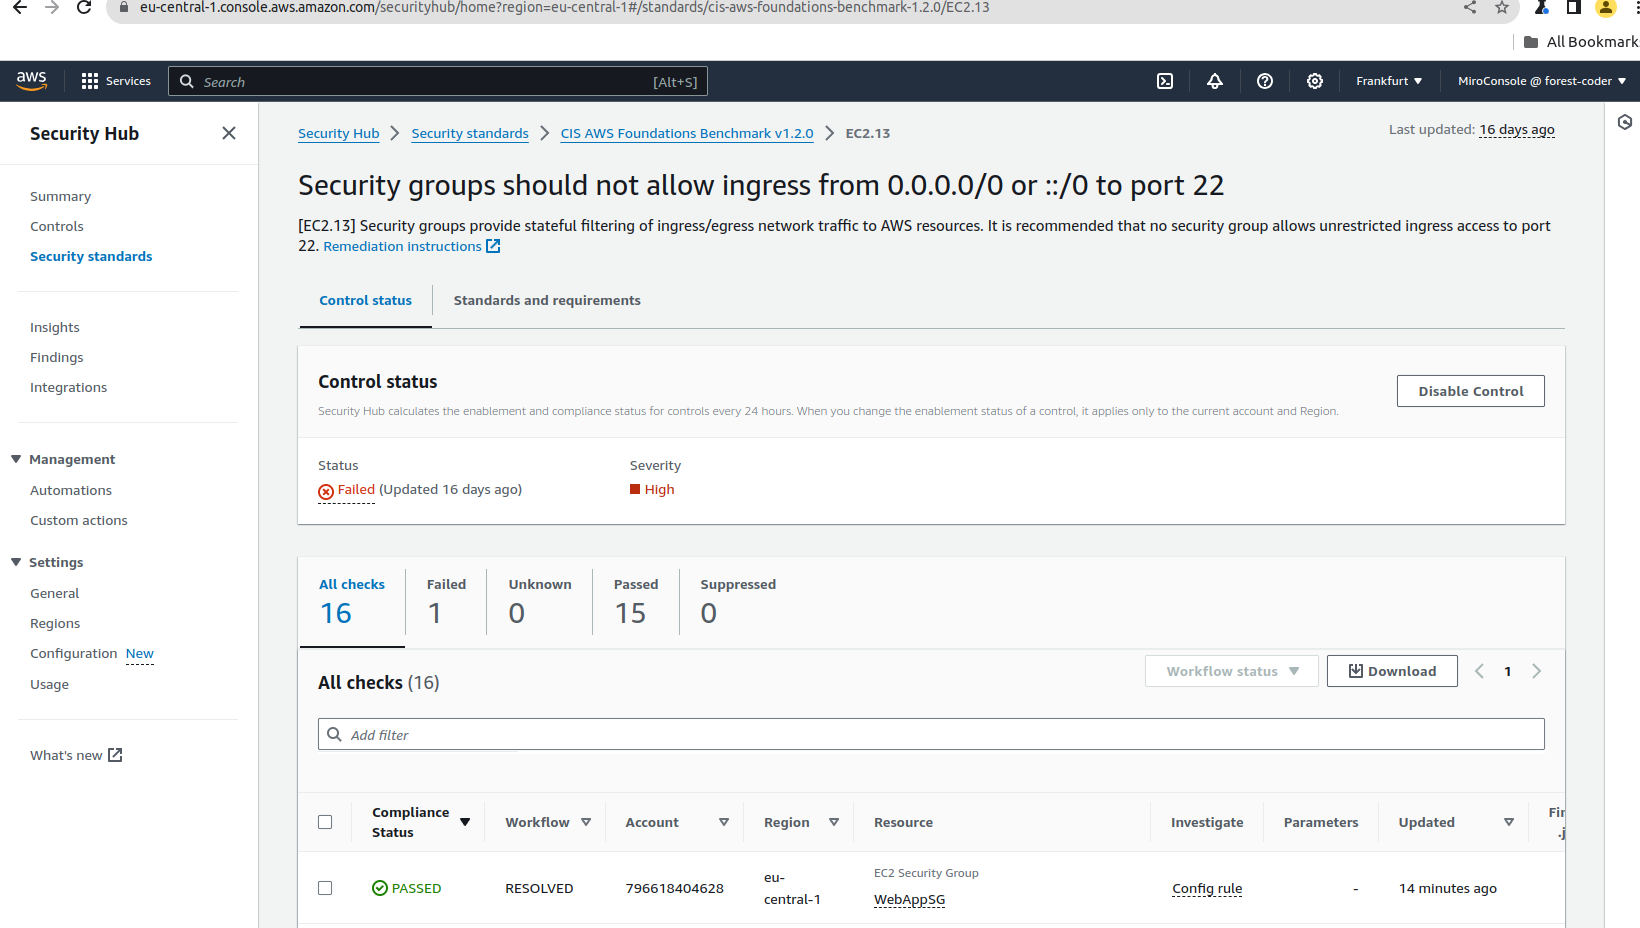 eu-central-1.console.aws.amazon.com/securityhub/home?region=eu-central-1#/standards/cis-aws-foundations-benchmark-1.2.0/EC2.13
All Bookmark
aws
Services
Search
[Alt+S]
Frankfurt
MiroConsole @ forest-coder
Security Hub
Summary
Controls
Security standards
Insights
Findings
Integrations
Management
Automations
Custom actions
Settings
General
Regions
Configuration New
Usage
What's new
Security Hub > Security standards > CIS AWS Foundations Benchmark v1.2.0 > EC2.13
Last updated: 16 days ago
Security groups should not allow ingress from 0.0.0.0/0 or ::/0 to port 22
[EC2.13] Security groups provide stateful filtering of ingress/egress network traffic to AWS resources. It is recommended that no security group allows unrestricted ingress access to port
22. Remediation instructions
Control status
Standards and requirements
Control status
Security Hub calculates the enablement and compliance status for controls every 24 hours. When you change the enablement status of a control, it applies only to the current account and Region.
Disable Control
Status
Failed (Updated 16 days ago)
Severity
High
All checks
16
Failed
1
Unknown
0
Passed
15
Suppressed
0
All checks (16)
Workflow status
Download
1
Add filter
Compliance
Status
Workflow
Account
Region
Resource
Investigate
Parameters
Updated
Fin
.j
PASSED
RESOLVED
796618404628
eu-
central-1
EC2 Security Group
WebAppSG
Config rule
-
14 minutes ago